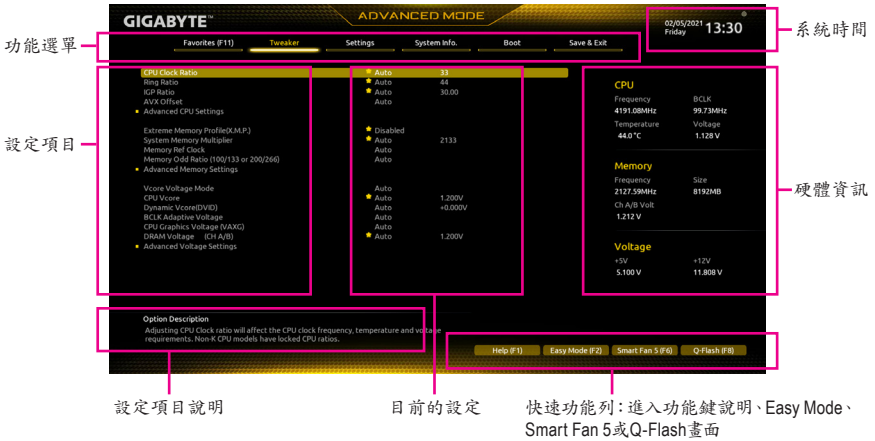 GIGABYTE™
ADVANCED MODE
02/05/2021 Friday 13:30
系統時間
功能選單
Favorites (F11) Tweaker Settings System Info. Boot Save & Exit
設定項目
CPU Clock Ratio Auto 33
Ring Ratio Auto 44
IGP Ratio Auto 30.00
AVX Offset Auto
Advanced CPU Settings
Extreme Memory Profile(X.M.P.) Disabled
System Memory Multiplier Auto 2133
Memory Ref Clock Auto
Memory Odd Ratio (100/133 or 200/266) Auto
Advanced Memory Settings
Vcore Voltage Mode Auto
CPU Vcore Auto 1.200V
Dynamic Vcore(DVID) Auto +0.000V
BCLK Adaptive Voltage Auto
CPU Graphics Voltage (VAXG) Auto
DRAM Voltage (CH A/B) Auto 1.200V
Advanced Voltage Settings
CPU
Frequency BCLK
4191.08MHz 99.73MHz
Temperature Voltage
44.0°C 1.128 V
Memory
Frequency Size
2127.59MHz 8192MB
Ch A/B Volt
1.212 V
Voltage
+5V +12V
5.100 V 11.808 V
硬體資訊
Option Description
Adjusting CPU Clock ratio will affect the CPU clock frequency, temperature and voltage
requirements. Non-K CPU models have locked CPU ratios.
Help (F1) Easy Mode (F2) Smart Fan 5 (F6) Q-Flash (F8)
設定項目說明
目前的設定
快速功能列：進入功能鍵說明、Easy Mode、
Smart Fan 5或Q-Flash畫面